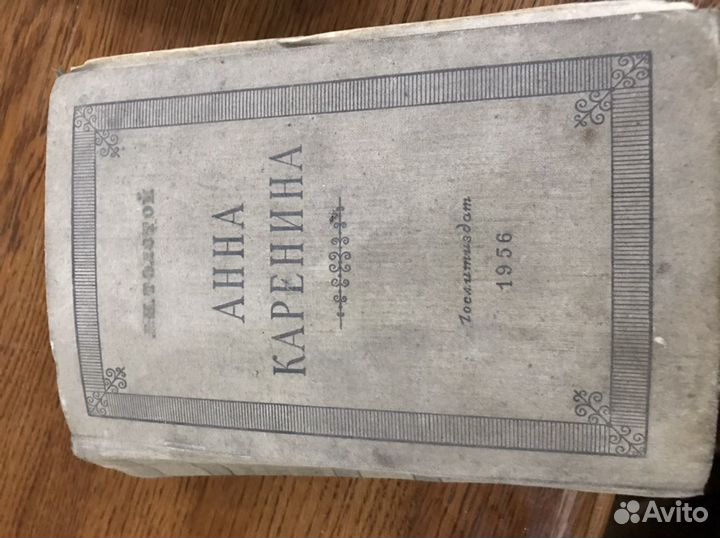 Л.Н. ТОЛСТОЙ
АННА
КАРЕНИНА
Гослитиздат
1956
Avito